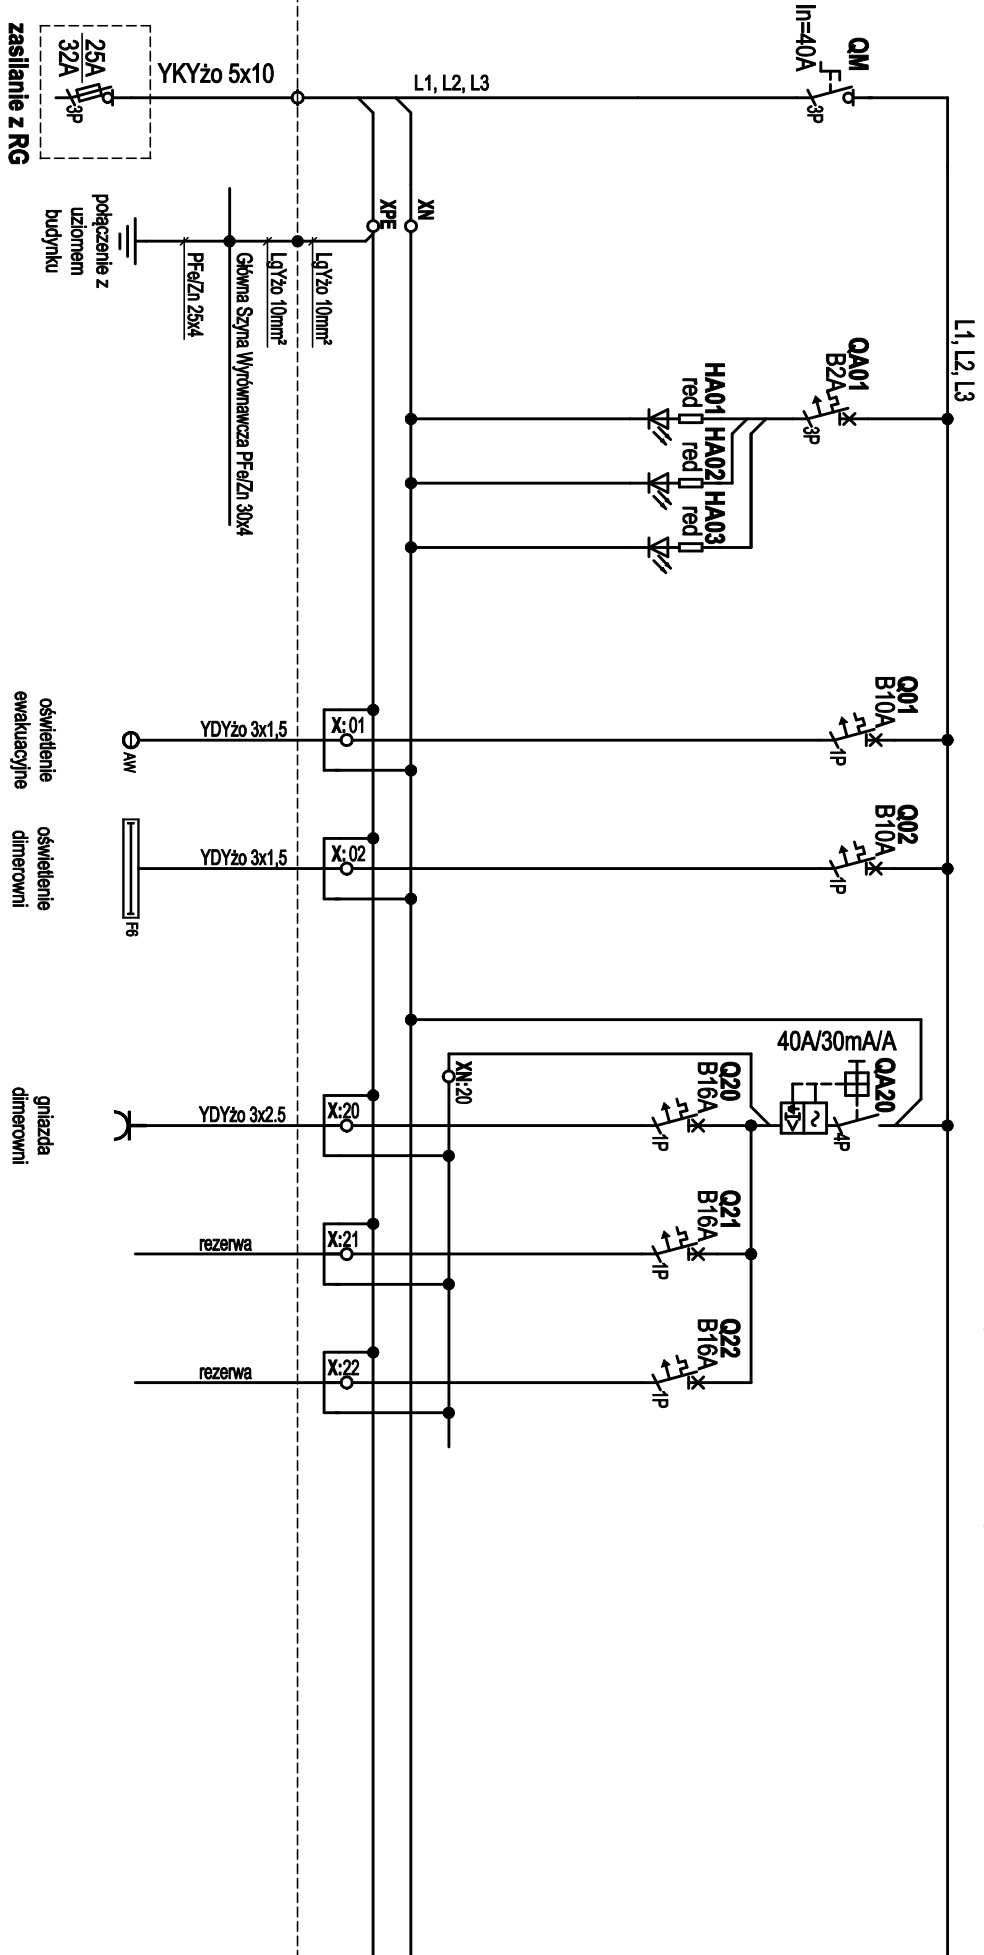 L1, L2, L3
QM
In=40A
3P
L1, L2, L3
YKYżo 5x10
25A
32A
3P
zasilanie z RG
XN
XPE
LgYżo 10mm²
LgYżo 10mm²
Główna Szyna Wyrównawcza PFe/Zn 30x4
PFe/Zn 25x4
połączenie z
uziomem
budynku
QA01
B2A
3P
HA01
red
HA02
red
HA03
red
Q01
B10A
1P
X:01
YDYżo 3x1,5
AW
oświetlenie
ewakuacyjne
Q02
B10A
1P
X:02
YDYżo 3x1,5
F6
oświetlenie
dimerowni
QA20
40A/30mA/A
4P
~
XN:20
Q20
B16A
1P
X:20
YDYżo 3x2.5
gniazda
dimerowni
Q21
B16A
1P
X:21
rezerwa
Q22
B16A
1P
X:22
rezerwa